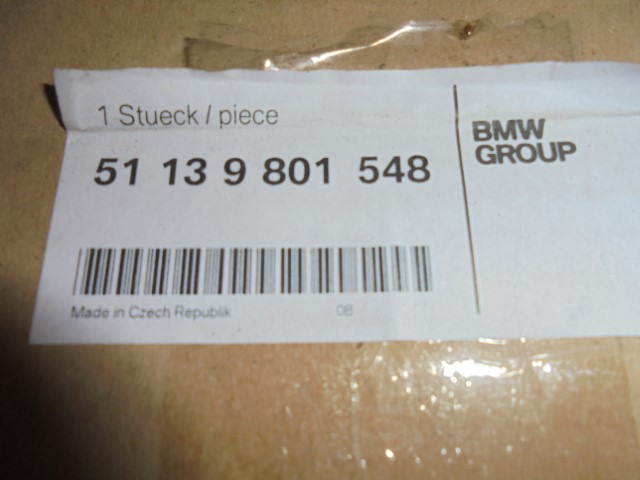 1 Stueck / piece
51 13 9 801 548
Made in Czech Republik 08
BMW
GROUP